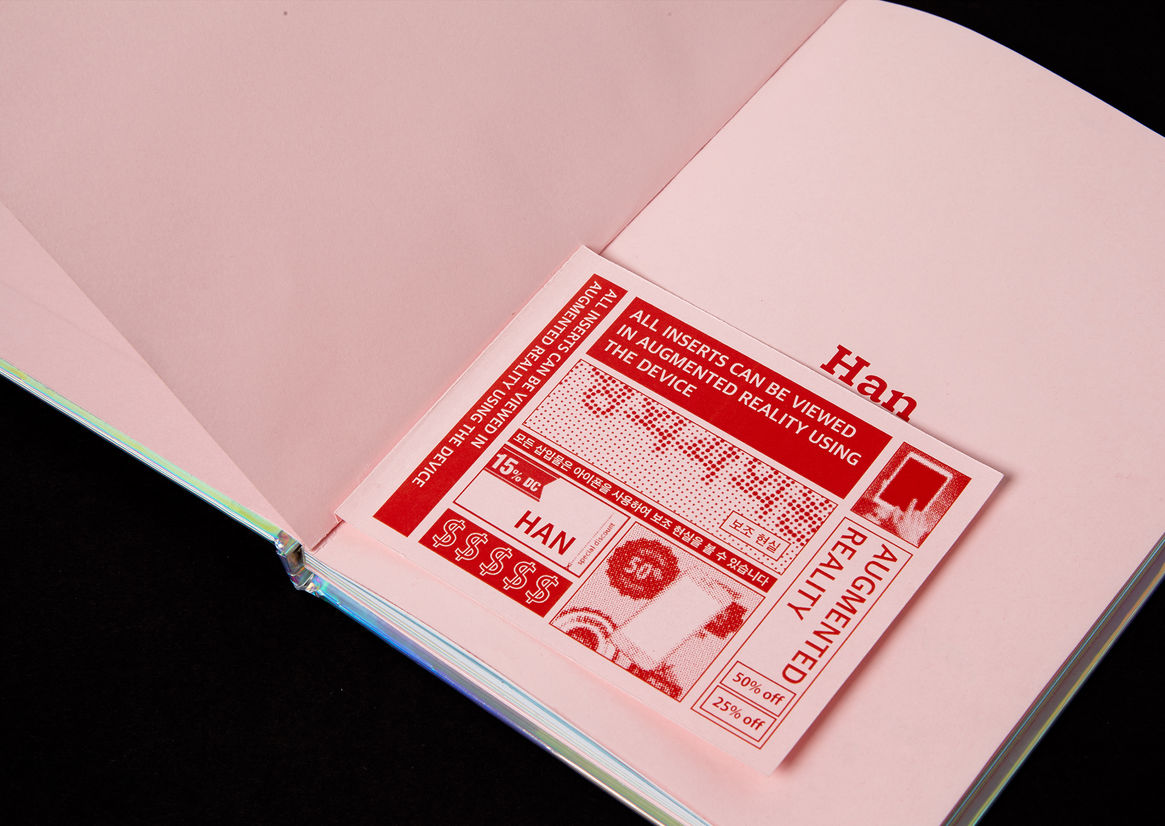 Han
ALL INSERTS CAN BE VIEWED IN
AUGMENTED REALITY USING THE DEVICE
ALL INSERTS CAN BE VIEWED
IN AUGMENTED REALITY USING
THE DEVICE
보조 현실
모든 삽입물은 아이폰을 사용하여 보조 현실을 볼 수 있습니다
15% DC
HAN
special discount
$$$$$
50%
AUGMENTED
REALITY
50% off
25% off